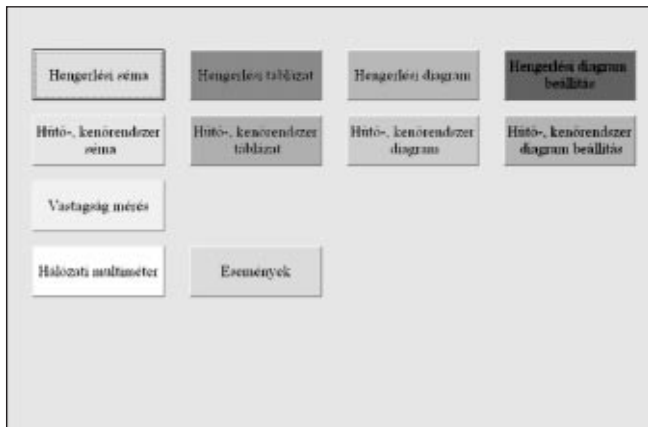 Hengerlési séma
Hengerlési táblázat
Hengerlési diagram
Hengerlési diagram
beállítás
Hűtő-, kenőrendszer
séma
Hűtő-, kenőrendszer
táblázat
Hűtő-, kenőrendszer
diagram
Hűtő-, kenőrendszer
diagram beállítás
Vastagság mérés
Hálózati multiméter
Események